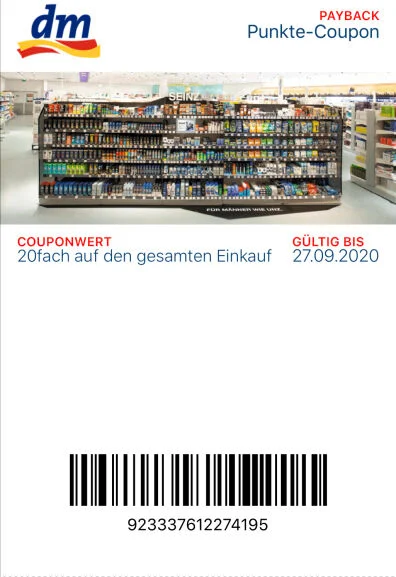 dm
PAYBACK
Punkte-Coupon
SEINZ
FÜR MÄNNER WIE UNZ.
COUPONWERT
20fach auf den gesamten Einkauf
GÜLTIG BIS
27.09.2020
923337612274195